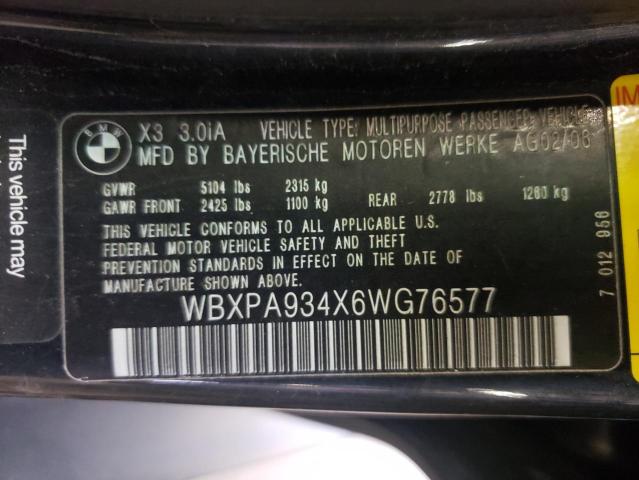 BMW
X3 3.0iA VEHICLE TYPE: MULTIPURPOSE PASSENGER VEHICLE
MFD BY BAYERISCHE MOTOREN WERKE AG 02/06
GVWR 5104 lbs 2315 kg
GAWR FRONT 2425 lbs 1100 kg REAR 2778 lbs 1260 kg
THIS VEHICLE CONFORMS TO ALL APPLICABLE U.S.
FEDERAL MOTOR VEHICLE SAFETY AND THEFT
PREVENTION STANDARDS IN EFFECT ON THE DATE OF
MANUFACTURE SHOWN ABOVE.
WBXPA934X6WG76577
7 012 956
This vehicle may
IM